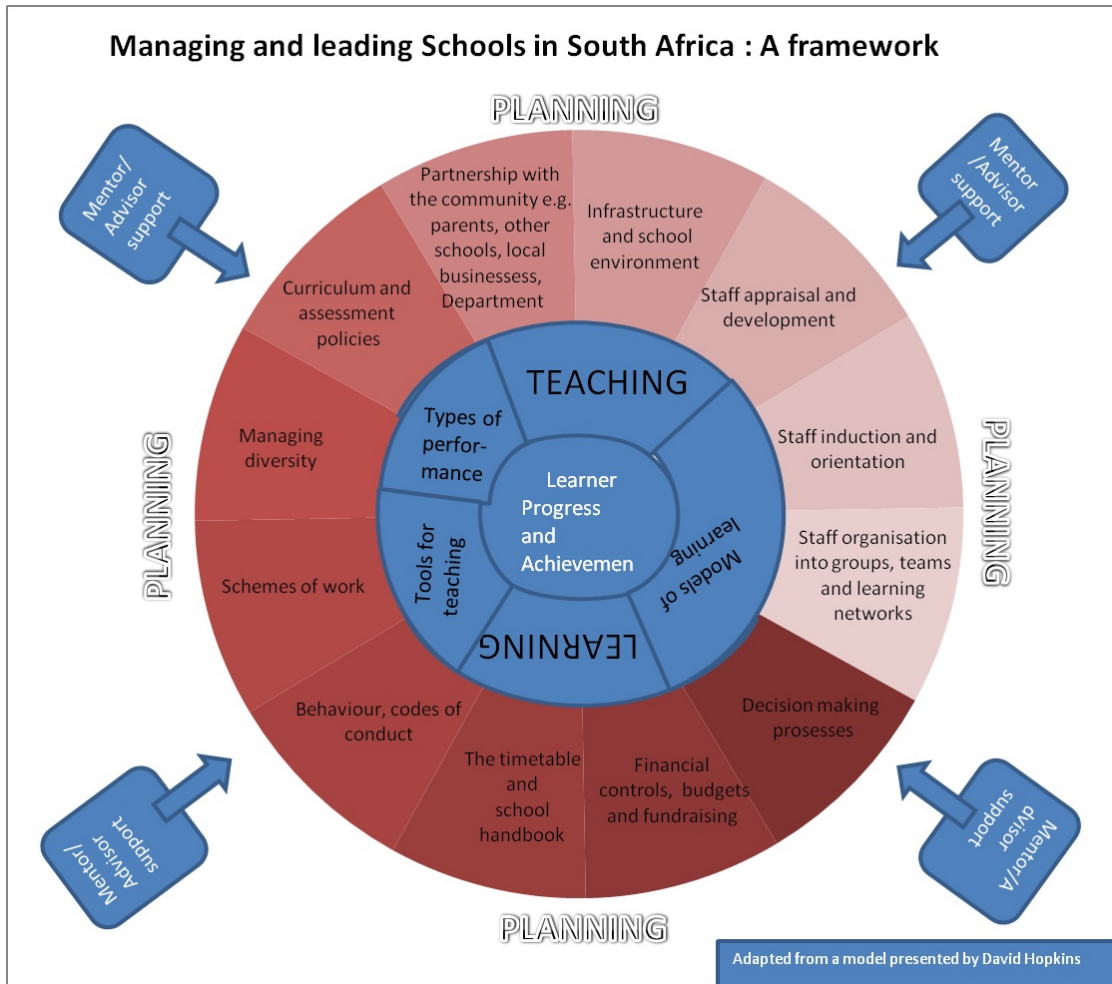 Managing and leading Schools in South Africa : A framework
PLANNING
Mentor/
Advisor
support
Mentor
/Advisor
support
Partnership with
the community e.g.
parents, other
schools, local
businessess,
Department
Infrastructure
and school
environment
Curriculum and
assessment
policies
Staff appraisal and
development
TEACHING
Types of
perfor-
mance
Managing
diversity
Staff induction and
orientation
PLANNING
PLANNING
Learner
Progress
and
Achievemen
Models of
learning
Tools for
teaching
Schemes of work
Staff organisation
into groups, teams
and learning
networks
LEARNING
Behaviour, codes of
conduct
Decision making
prosesses
The timetable
and
school
handbook
Financial
controls, budgets
and fundraising
Mentor/
Advisor
support
Mentor/A
dvisor
support
PLANNING
Adapted from a model presented by David Hopkins